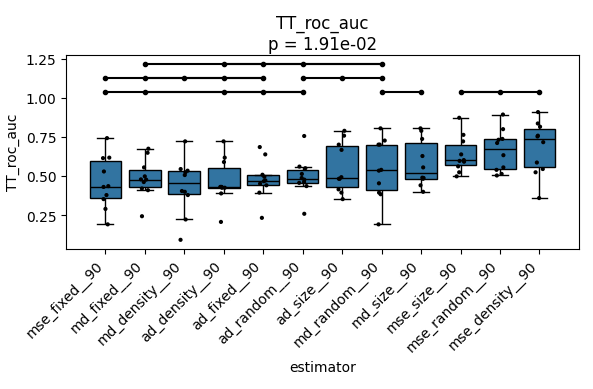 TT_roc_auc
p = 1.91e-02
TT_roc_auc
1.25
1.00
0.75
0.50
0.25
mse_fixed__90
md_fixed__90
md_density__90
ad_density__90
ad_fixed__90
ad_random__90
ad_size__90
md_random__90
md_size__90
mse_size__90
mse_random__90
mse_density__90
estimator